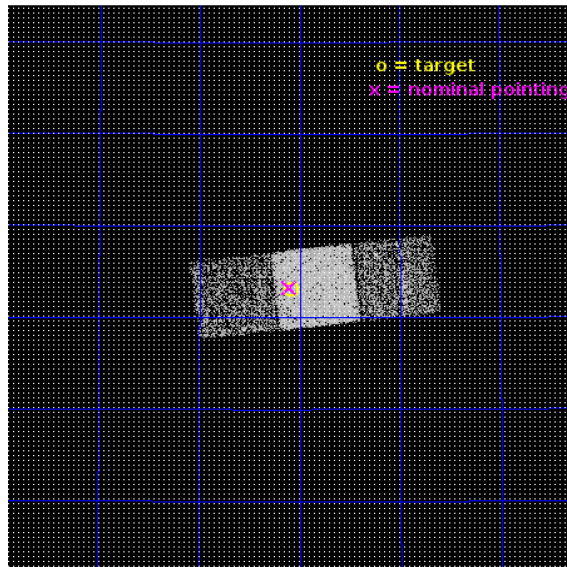 o = target
x = nominal pointing